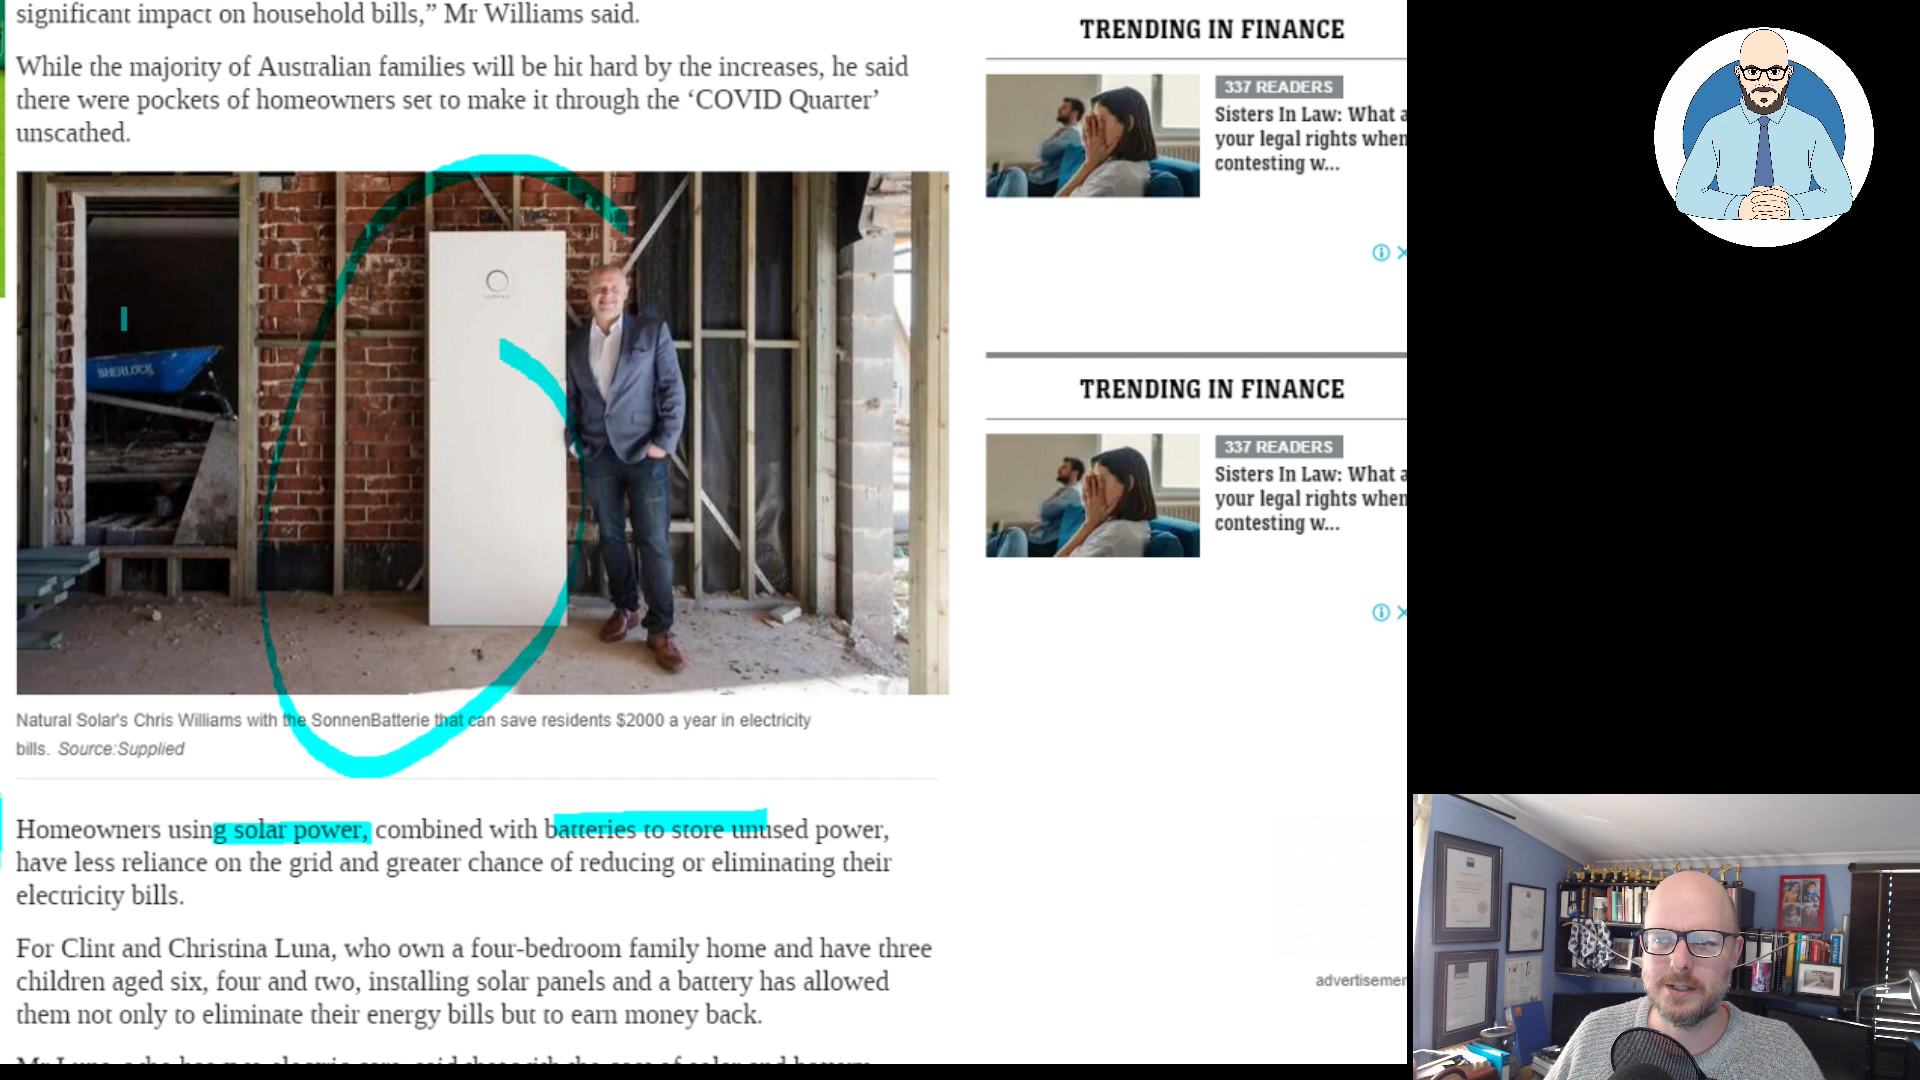 significant impact on household bills,” Mr Williams said.
While the majority of Australian families will be hit hard by the increases, he said
there were pockets of homeowners set to make it through the ‘COVID Quarter’
unscathed.
SHERLOCK
Natural Solar's Chris Williams with the SonnenBatterie that can save residents $2000 a year in electricity
bills. Source:Supplied
Homeowners using solar power, combined with batteries to store unused power,
have less reliance on the grid and greater chance of reducing or eliminating their
electricity bills.
For Clint and Christina Luna, who own a four-bedroom family home and have three
children aged six, four and two, installing solar panels and a battery has allowed
them not only to eliminate their energy bills but to earn money back.
TRENDING IN FINANCE
337 READERS
Sisters In Law: What a
your legal rights when
contesting w...
TRENDING IN FINANCE
337 READERS
Sisters In Law: What a
your legal rights when
contesting w...
advertisemen